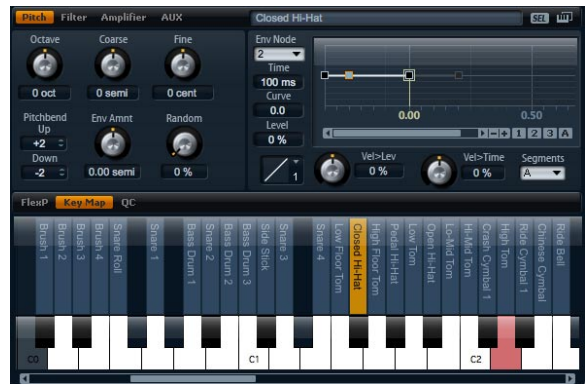 Pitch Filter Amplifier AUX Closed Hi-Hat SEL
Octave Coarse Fine Env Node
2
Time
0 oct 0 semi 0 cent 100 ms
Curve
0.0 0.00 0.50
Pitchbend Env Amnt Random Level
Up 0 % - + 1 2 3 A
+2
Down Vel>Lev Vel>Time Segments
-2 0.00 semi 0 % 1 0 % 0 % A
FlexP Key Map QC
Brush 1
Brush 2
Brush 3
Brush 4
Snare Roll
Snare 1
Bass Drum 1
Snare 2
Bass Drum 2
Bass Drum 3
Side Stick
Snare 3
Snare 4
Low Floor Tom
Closed Hi-Hat
High Floor Tom
Pedal Hi-Hat
Low Tom
Open Hi-Hat
Lo-Mid Tom
Hi-Mid Tom
Crash Cymbal 1
High Tom
Ride Cymbal 1
Chinese Cymbal
Ride Bell
C0 C1 C2